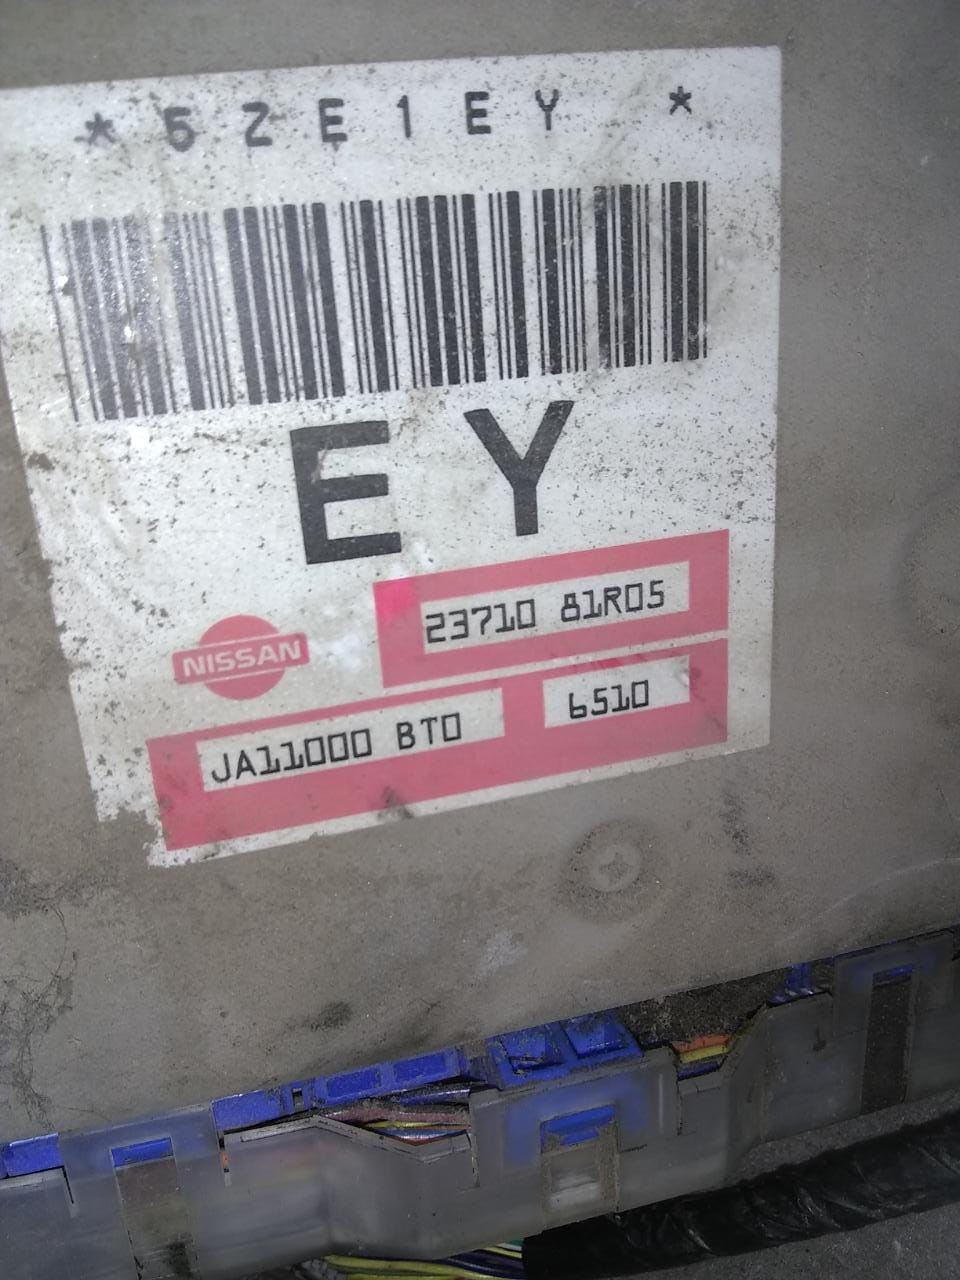 *5ZE1EY*
EY
23710 81R05
NISSAN
6510
JA11000 BT0